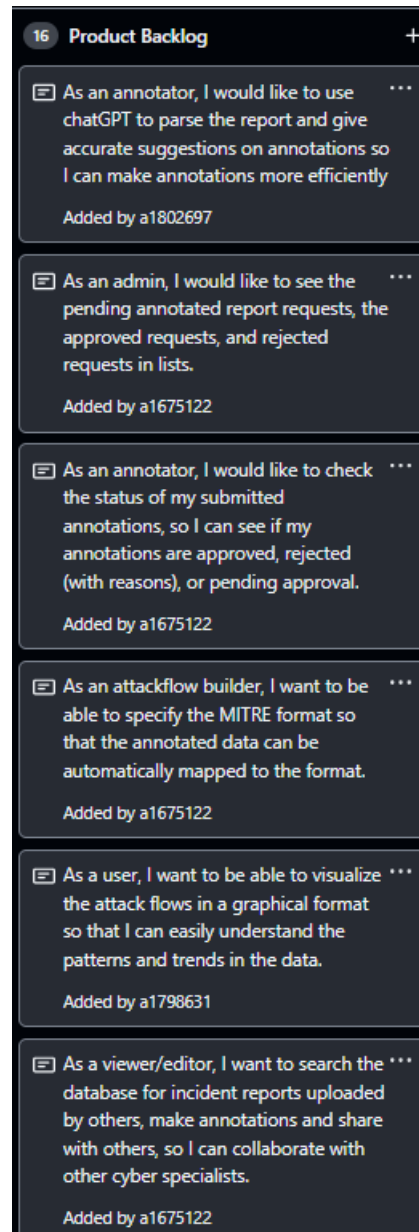 16 Product Backlog +
As an annotator, I would like to use
chatGPT to parse the report and give
accurate suggestions on annotations so
I can make annotations more efficiently
Added by a1802697
As an admin, I would like to see the
pending annotated report requests, the
approved requests, and rejected
requests in lists.
Added by a1675122
As an annotator, I would like to check
the status of my submitted
annotations, so I can see if my
annotations are approved, rejected
(with reasons), or pending approval.
Added by a1675122
As an attackflow builder, I want to be
able to specify the MITRE format so
that the annotated data can be
automatically mapped to the format.
Added by a1675122
As a user, I want to be able to visualize
the attack flows in a graphical format
so that I can easily understand the
patterns and trends in the data.
Added by a1798631
As a viewer/editor, I want to search the
database for incident reports uploaded
by others, make annotations and share
with others, so I can collaborate with
other cyber specialists.
Added by a1675122